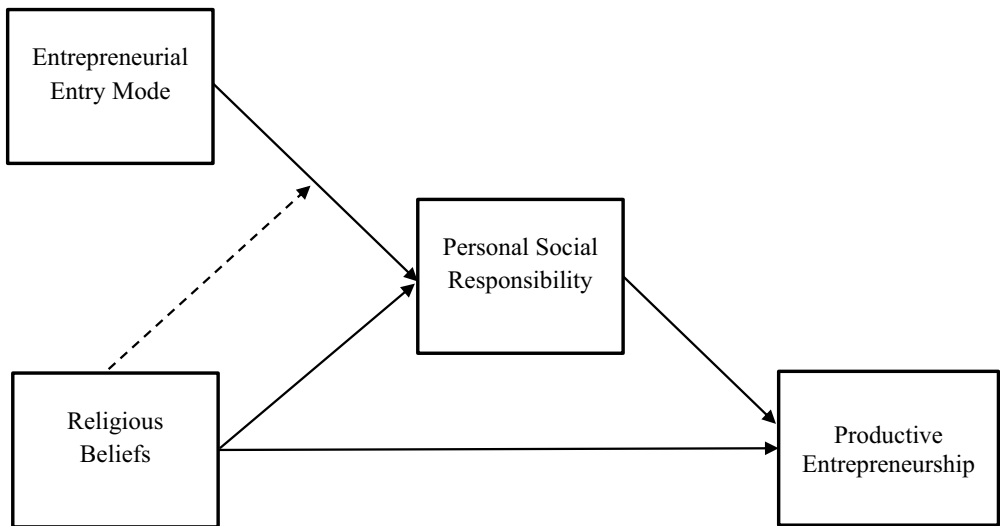 Entrepreneurial
Entry Mode
Personal Social
Responsibility
Religious
Beliefs
Productive
Entrepreneurship